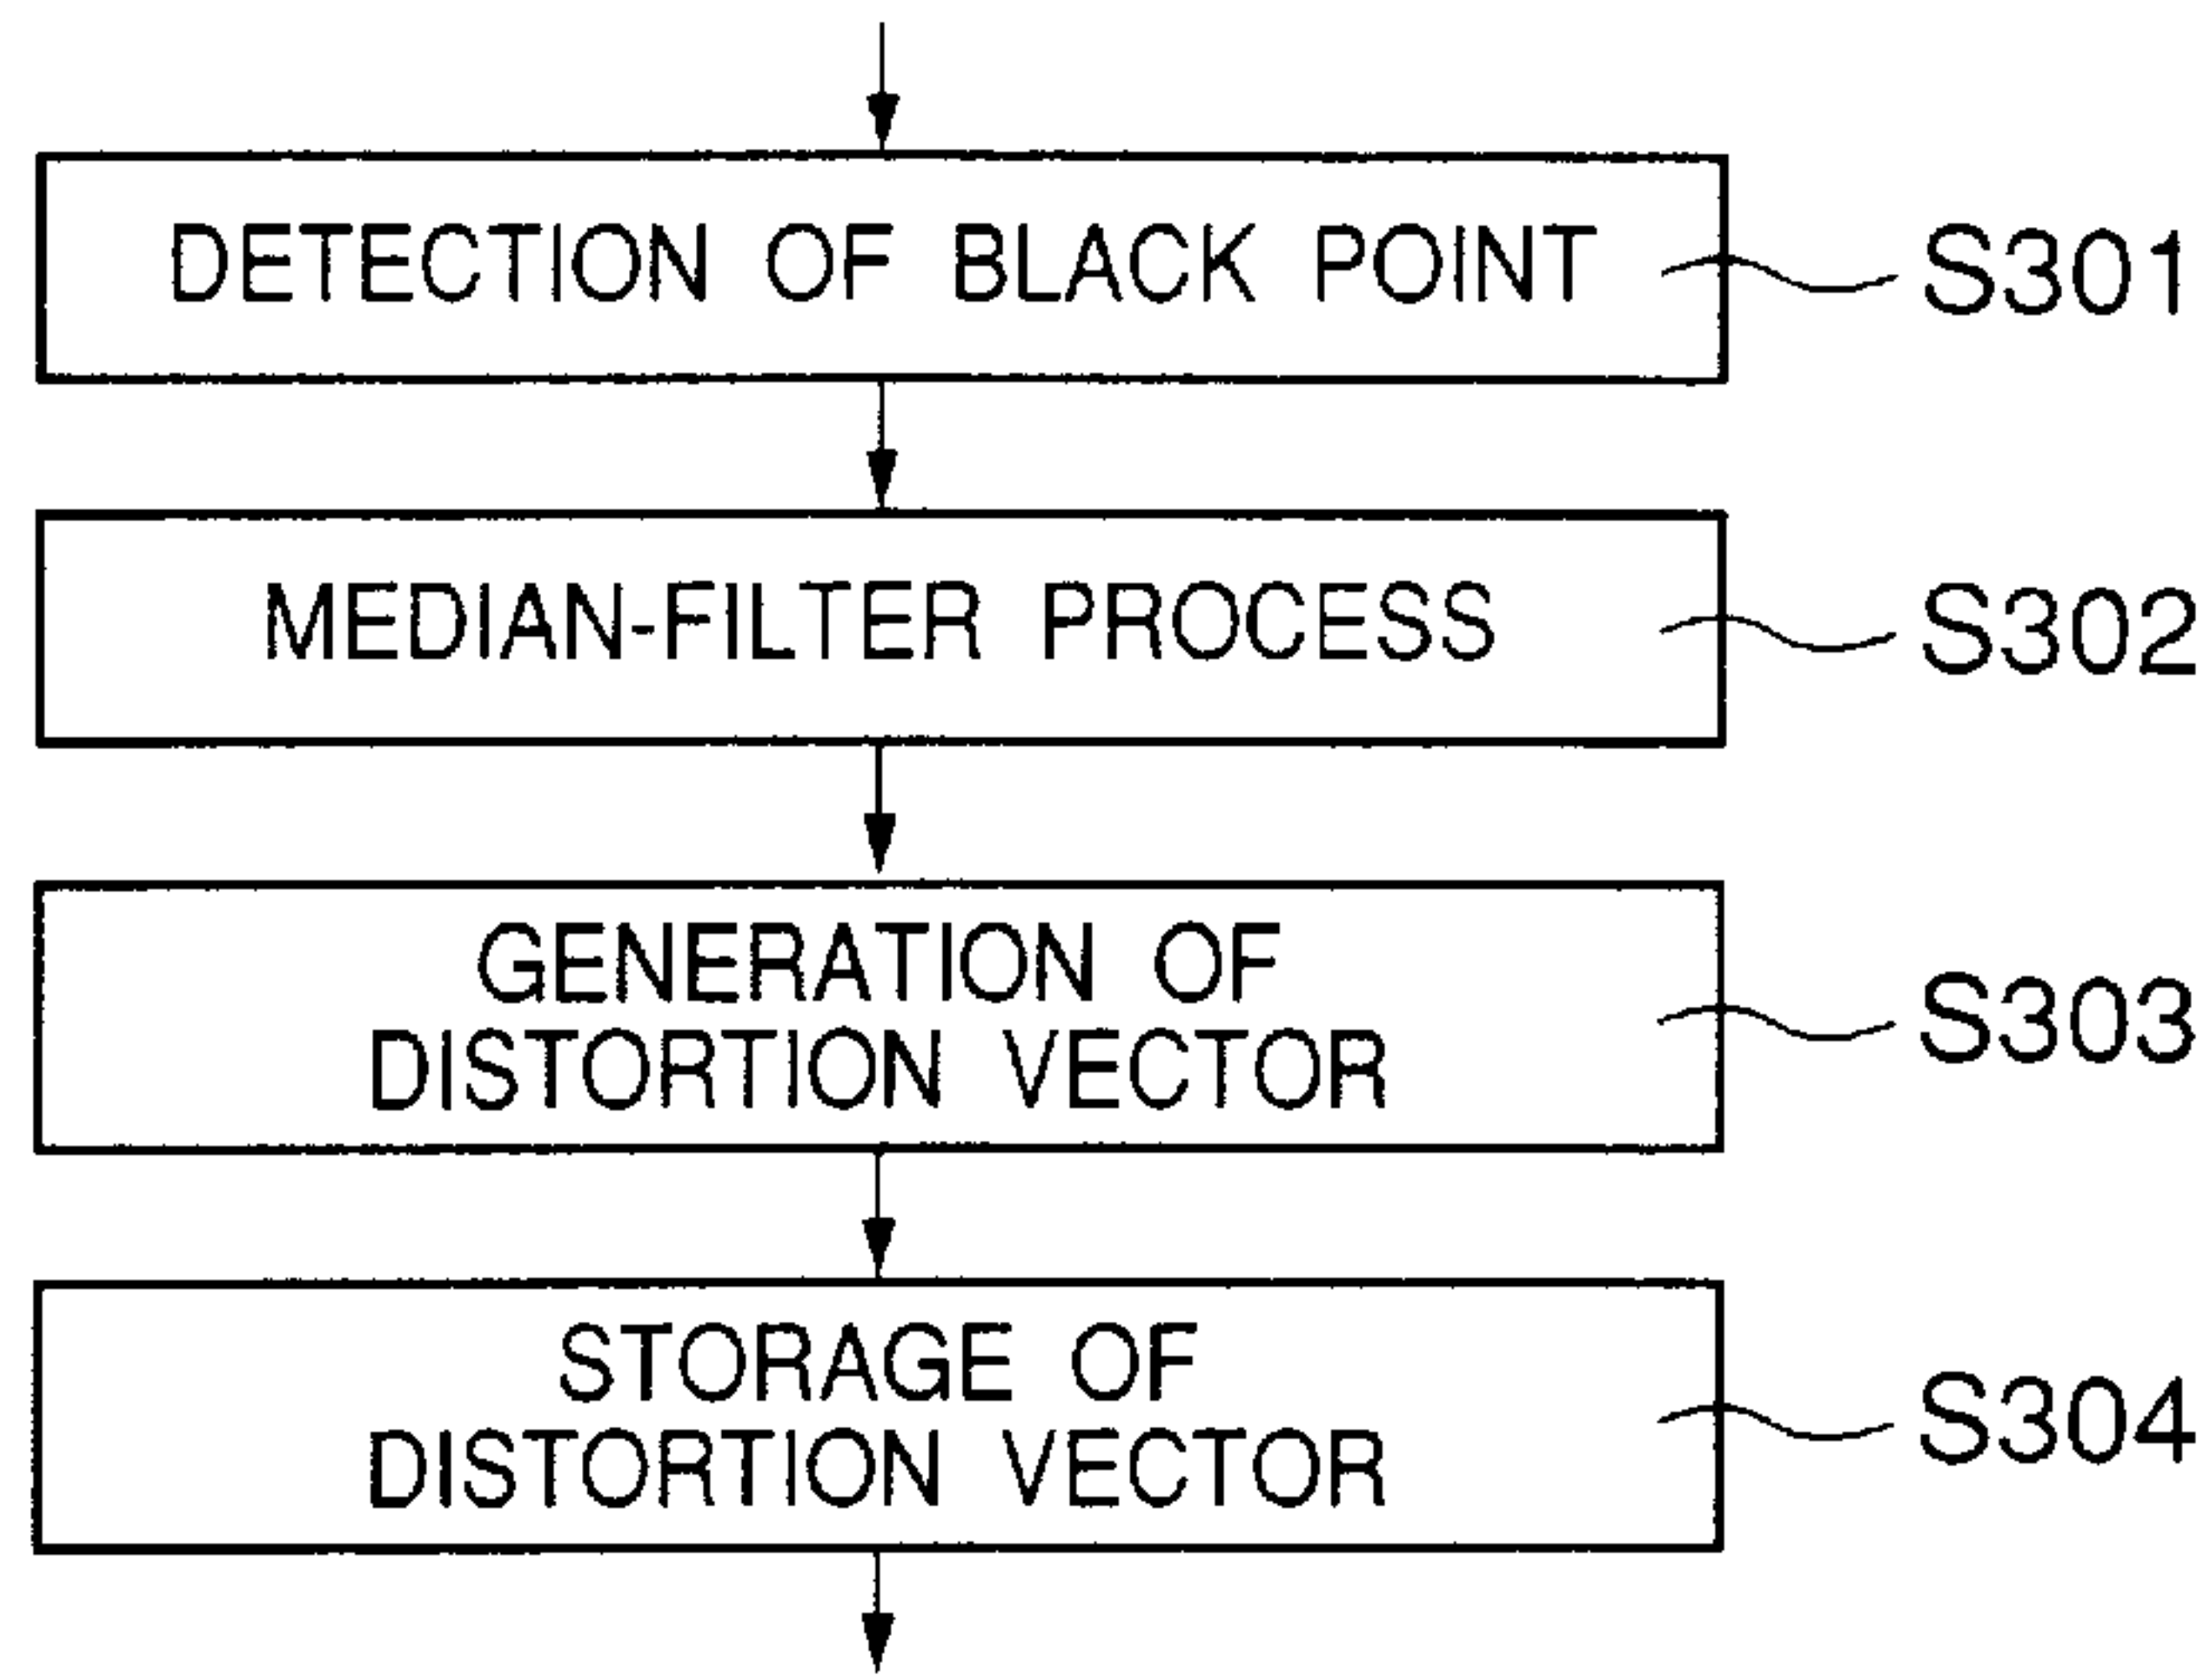 DETECTION OF BLACK POINT
S301
MEDIAN-FILTER PROCESS
S302
GENERATION OF
DISTORTION VECTOR
S303
STORAGE OF
DISTORTION VECTOR
S304